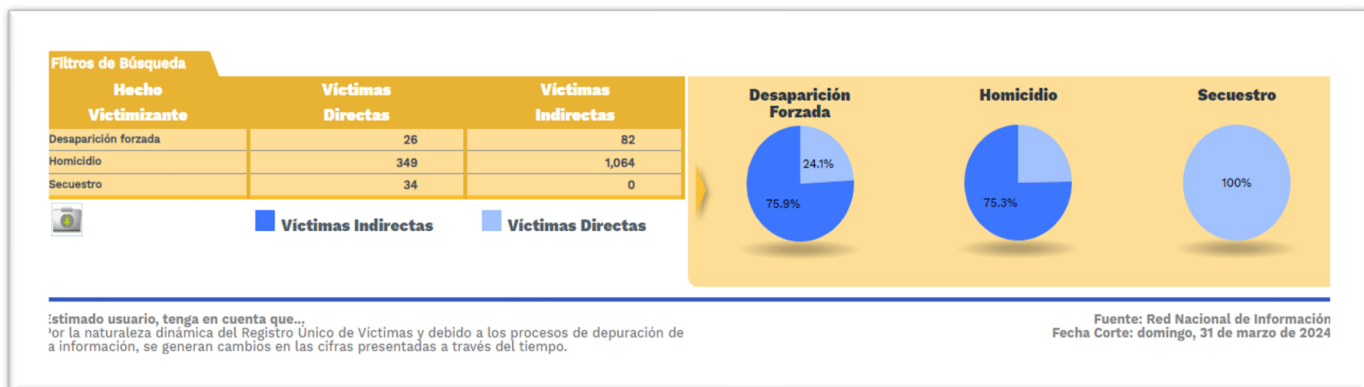 Filtros de Búsqueda
Hecho Victimizante
Víctimas Directas
Víctimas Indirectas
Desaparición forzada 26 82
Homicidio 349 1,064
Secuestro 34 0
Víctimas Indirectas
Víctimas Directas
Desaparición
Forzada
24.1%
75.9%
Homicidio
75.3%
Secuestro
100%
Estimado usuario, tenga en cuenta que...
Por la naturaleza dinámica del Registro Único de Víctimas y debido a los procesos de depuración de
la información, se generan cambios en las cifras presentadas a través del tiempo.
Fuente: Red Nacional de Información
Fecha Corte: domingo, 31 de marzo de 2024